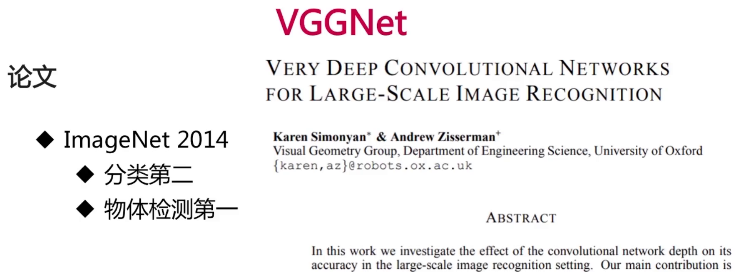 VGGNet
论文
◆ ImageNet 2014
◆ 分类第二
◆ 物体检测第一
VERY DEEP CONVOLUTIONAL NETWORKS
FOR LARGE-SCALE IMAGE RECOGNITION
Karen Simonyan* & Andrew Zisserman+
Visual Geometry Group, Department of Engineering Science, University of Oxford
{karen,az}@robots.ox.ac.uk
ABSTRACT
In this work we investigate the effect of the convolutional network depth on its
accuracy in the large-scale image recognition setting. Our main contribution is